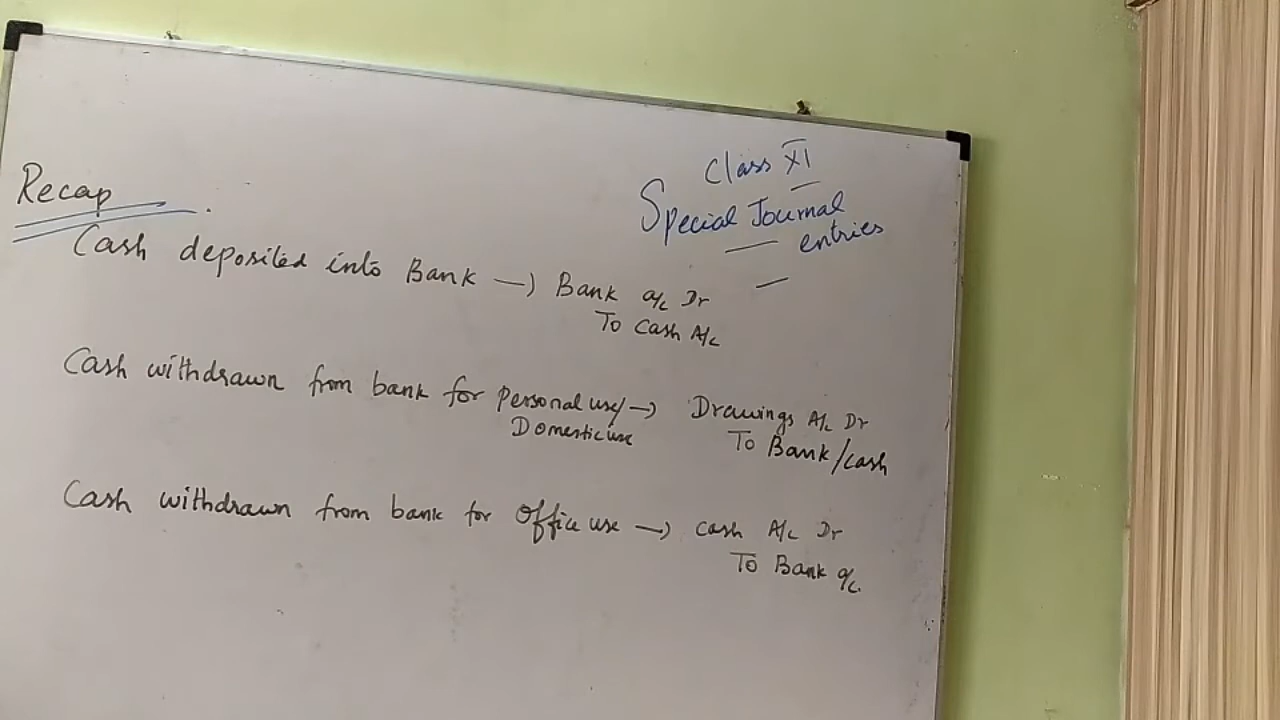 Class XI
Special Journal
entries
Recap
Cash deposited into Bank → Bank a/c Dr
To Cash A/c
Cash withdrawn from bank for Personal use/ → Drawings A/c Dr
Domestic use To Bank/cash
Cash withdrawn from bank for Office use → cash A/c Dr
To Bank a/c.